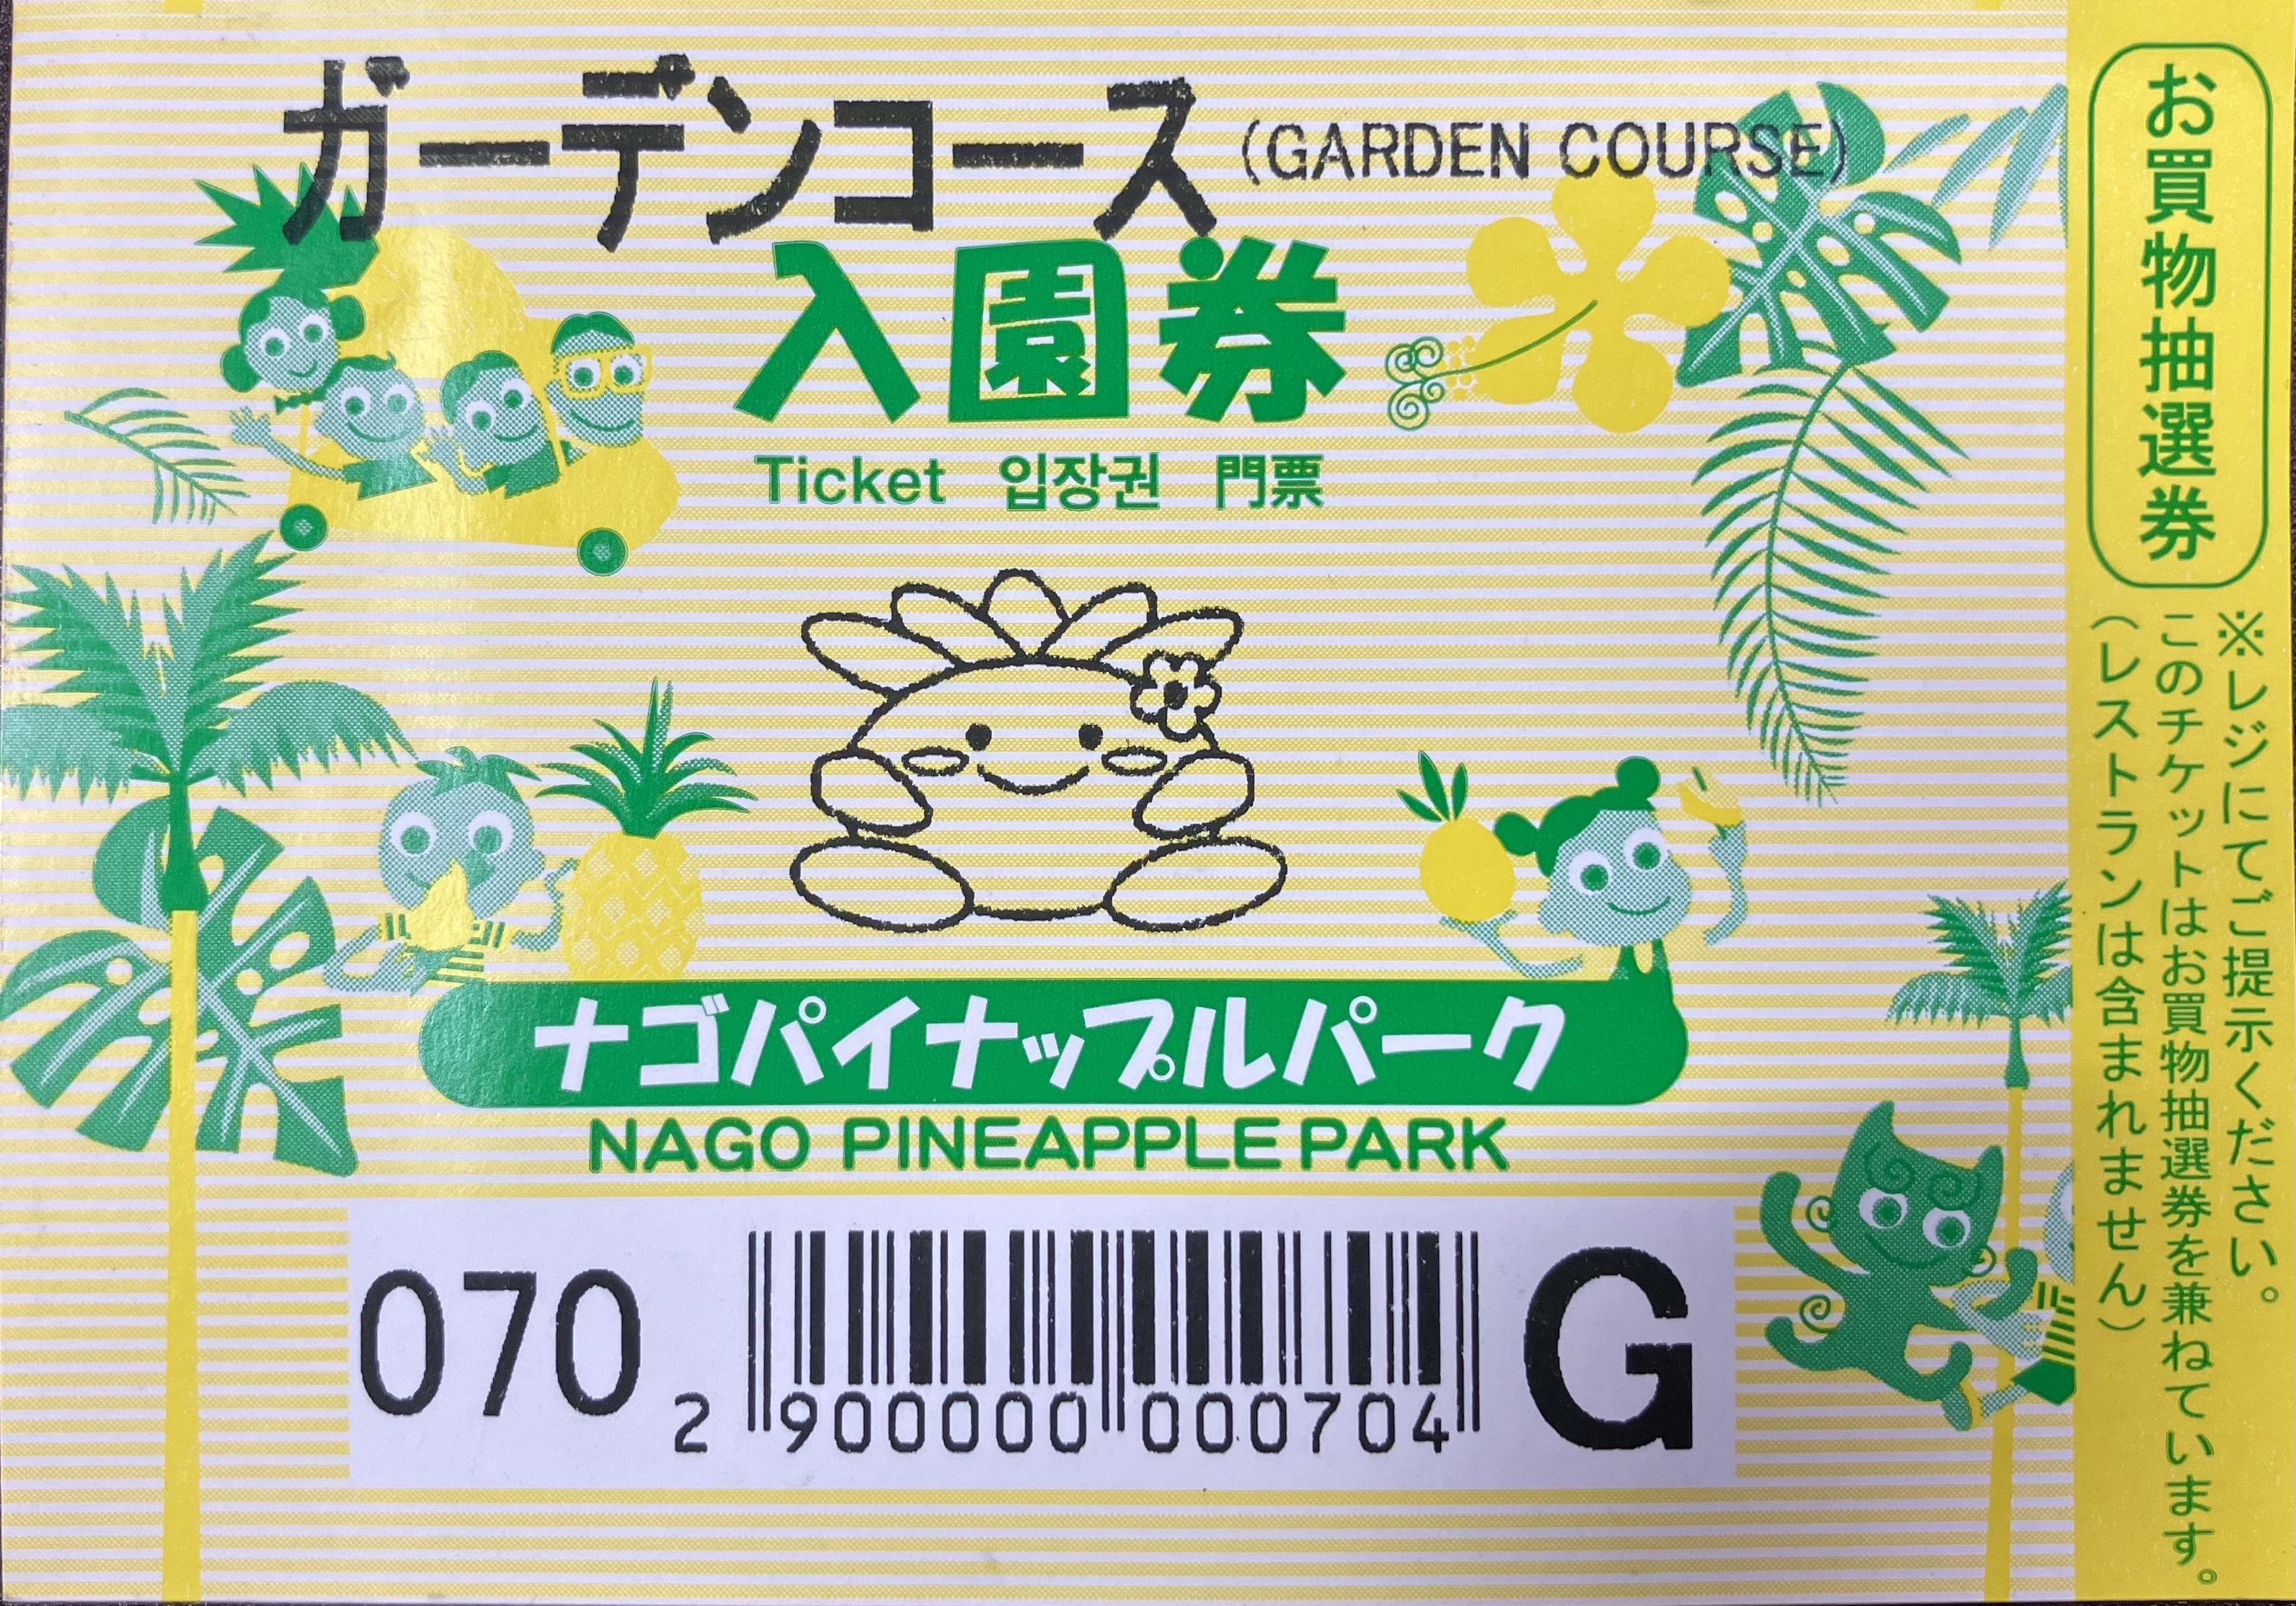 ガーデンコース (GARDEN COURSE)
入園券
Ticket 입장권 門票
ナゴパイナップルパーク
NAGO PINEAPPLE PARK
070
2 900000 000704
G
お買物抽選券
※レジにてご提示ください。
このチケットはお買物抽選券を兼ねています。
(レストランは含まれません)